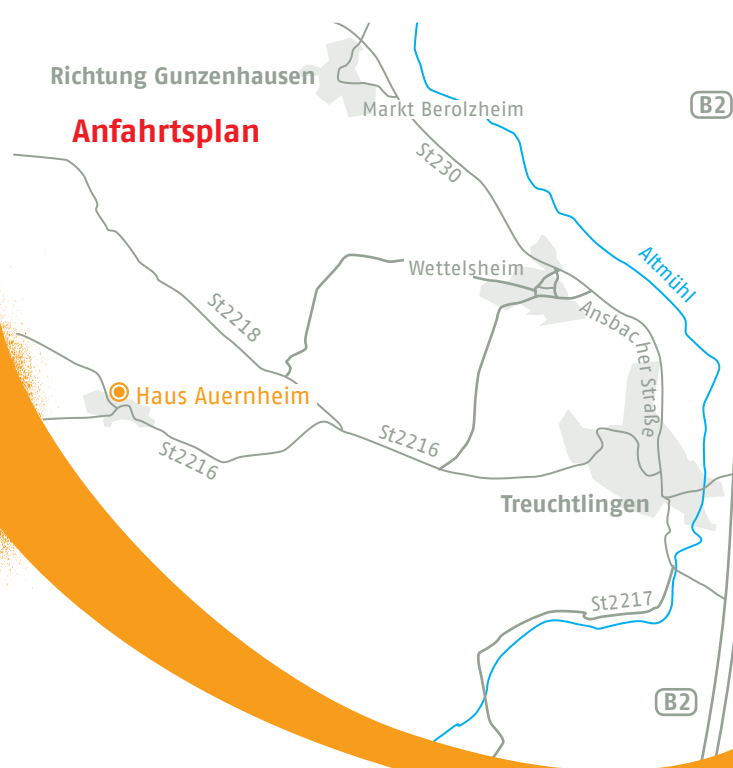 Richtung Gunzenhausen
B2
Markt Berolzheim
Anfahrtsplan
St230
Wettelsheim
Altmühl
St2218
Ansbacher Straße
Haus Auernheim
St2216
St2216
Treuchtlingen
St2217
B2